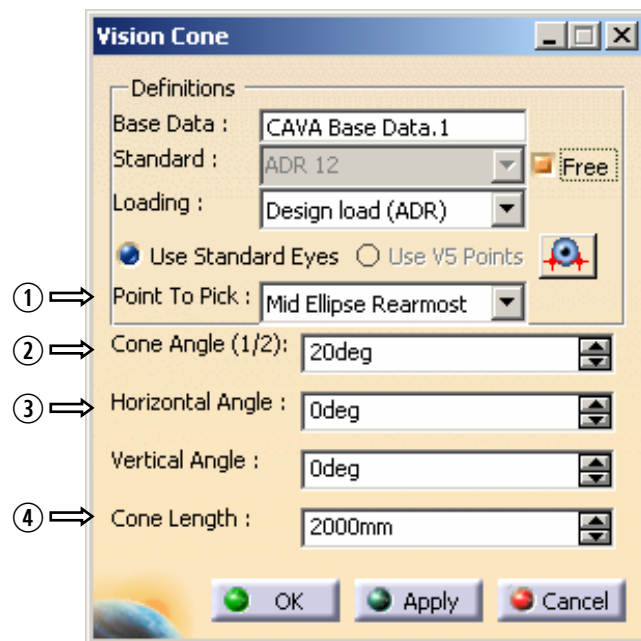 Vision Cone
Definitions
Base Data : CAVA Base Data.1
Standard : ADR 12 Free
Loading : Design load (ADR)
Use Standard Eyes Use V5 Points
① Point To Pick : Mid Ellipse Rearmost
② Cone Angle (1/2): 20deg
③ Horizontal Angle : 0deg
Vertical Angle : 0deg
④ Cone Length : 2000mm
OK Apply Cancel